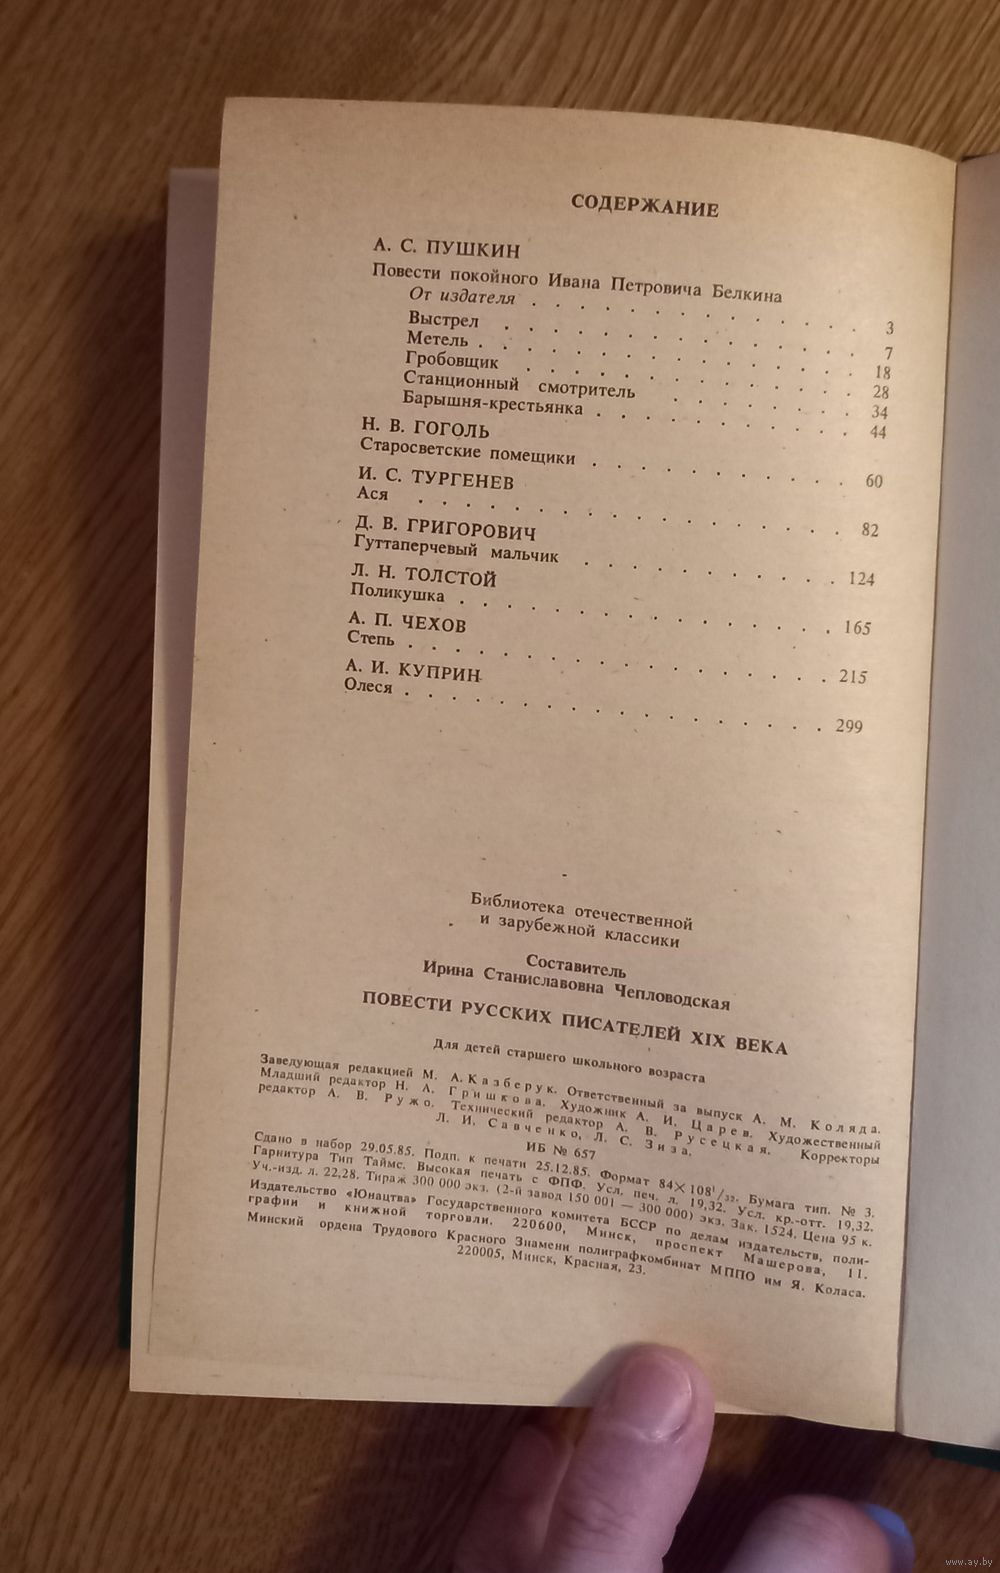 СОДЕРЖАНИЕ
А. С. ПУШКИН
Повести покойного Ивана Петровича Белкина
От издателя . . . . . . . . . . . . . . 3
Выстрел . . . . . . . . . . . . . . . 7
Метель . . . . . . . . . . . . . . . . 18
Гробовщик . . . . . . . . . . . . . . 28
Станционный смотритель . . . . . . . . 34
Барышня-крестьянка . . . . . . . . . . 44
Н. В. ГОГОЛЬ
Старосветские помещики . . . . . . . . . . 60
И. С. ТУРГЕНЕВ
Ася . . . . . . . . . . . . . . . . . 82
Д. В. ГРИГОРОВИЧ
Гуттаперчевый мальчик . . . . . . . . . . 124
Л. Н. ТОЛСТОЙ
Поликушка . . . . . . . . . . . . . . . 165
А. П. ЧЕХОВ
Степь . . . . . . . . . . . . . . . . . 215
А. И. КУПРИН
Олеся . . . . . . . . . . . . . . . . . 299
Библиотека отечественной
и зарубежной классики
Составитель
Ирина Станиславовна Чепловодская
ПОВЕСТИ РУССКИХ ПИСАТЕЛЕЙ XIX ВЕКА
Для детей старшего школьного возраста
Заведующая редакцией М. А. Казберук. Ответственный за выпуск А. М. Коляда.
Младший редактор Н. А. Гришкова. Художник А. И. Царев. Художественный
редактор А. В. Ружо. Технический редактор А. В. Русецкая. Корректоры
Л. И. Савченко, Л. С. Зиза.
ИБ № 657
Сдано в набор 29.05.85. Подп. к печати 25.12.85. Формат 84×108¹/₃₂. Бумага тип. № 3.
Гарнитура Тип Таймс. Высокая печать с ФПФ. Усл. печ. л. 19,32. Усл. кр.-отт. 19,32.
Уч.-изд. л. 22,28. Тираж 300 000 экз. (2-й завод 150 001 — 300 000) экз. Зак. 1524. Цена 95 к.
Издательство «Юнацтва» Государственного комитета БССР по делам издательств, поли-
графии и книжной торговли. 220600, Минск, проспект Машерова, 11.
Минский ордена Трудового Красного Знамени полиграфкомбинат МППО им Я. Коласа.
220005, Минск, Красная, 23.
www.ay.by